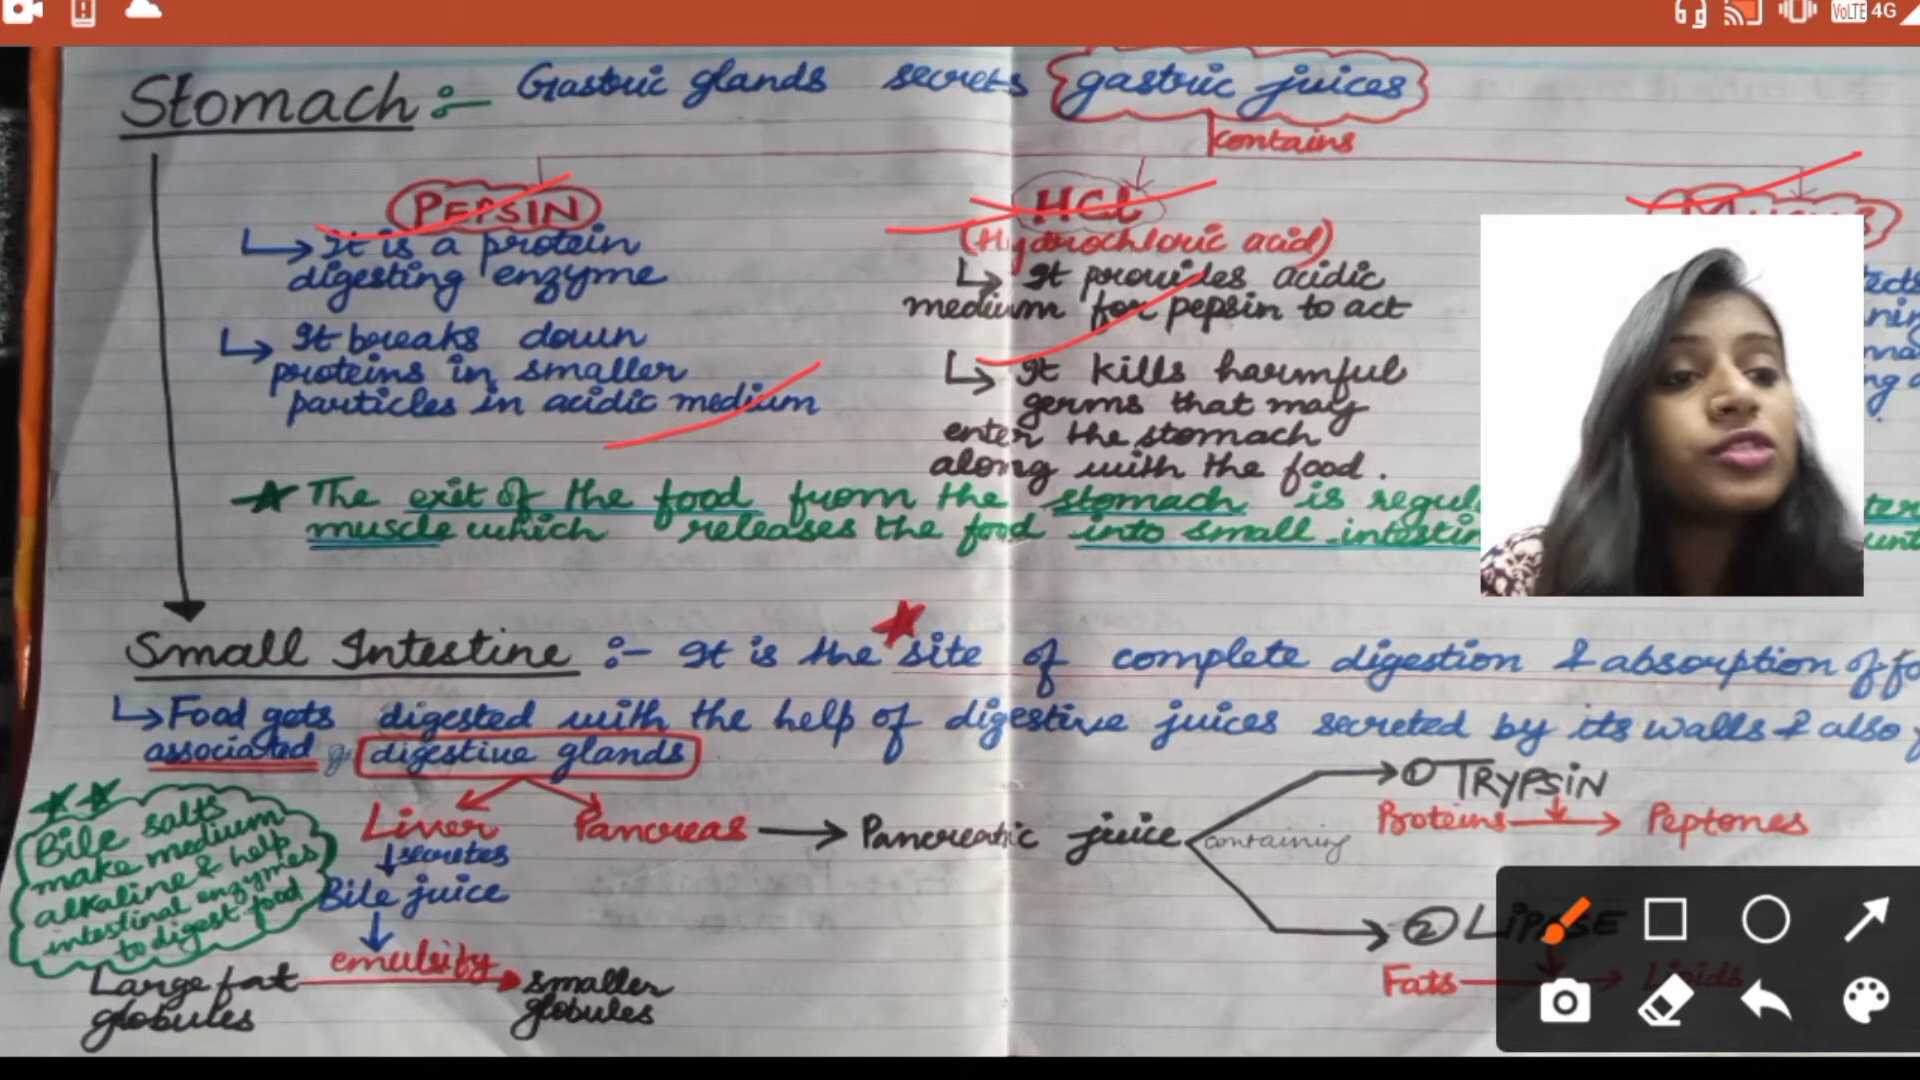 VoLTE 4G
Stomach :- Gastric glands secrets gastric juices
contains
PEPSIN
HCl
(Hydrochloric acid)
It is a protein
digesting enzyme
It breaks down
proteins in smaller
particles in acidic medium
It provides acidic
medium for pepsin to act
It kills harmful
germs that may
enter the stomach
along with the food.
The exit of the food from the stomach is
muscle which releases the food into small
Small Intestine :- It is the site of complete digestion & absorption of
Food gets digested with the help of digestive juices secreted by its walls & also
associated digestive glands
Bile salts
make medium
alkaline & help
intestinal enzymes
to digest food
Liver
secretes
Bile juice
Large fat emulsify smaller
globules globules
Pancreas Pancreatic juice containing
① TRYPSIN
Proteins Peptones
② LIPASE
Fats Lipids